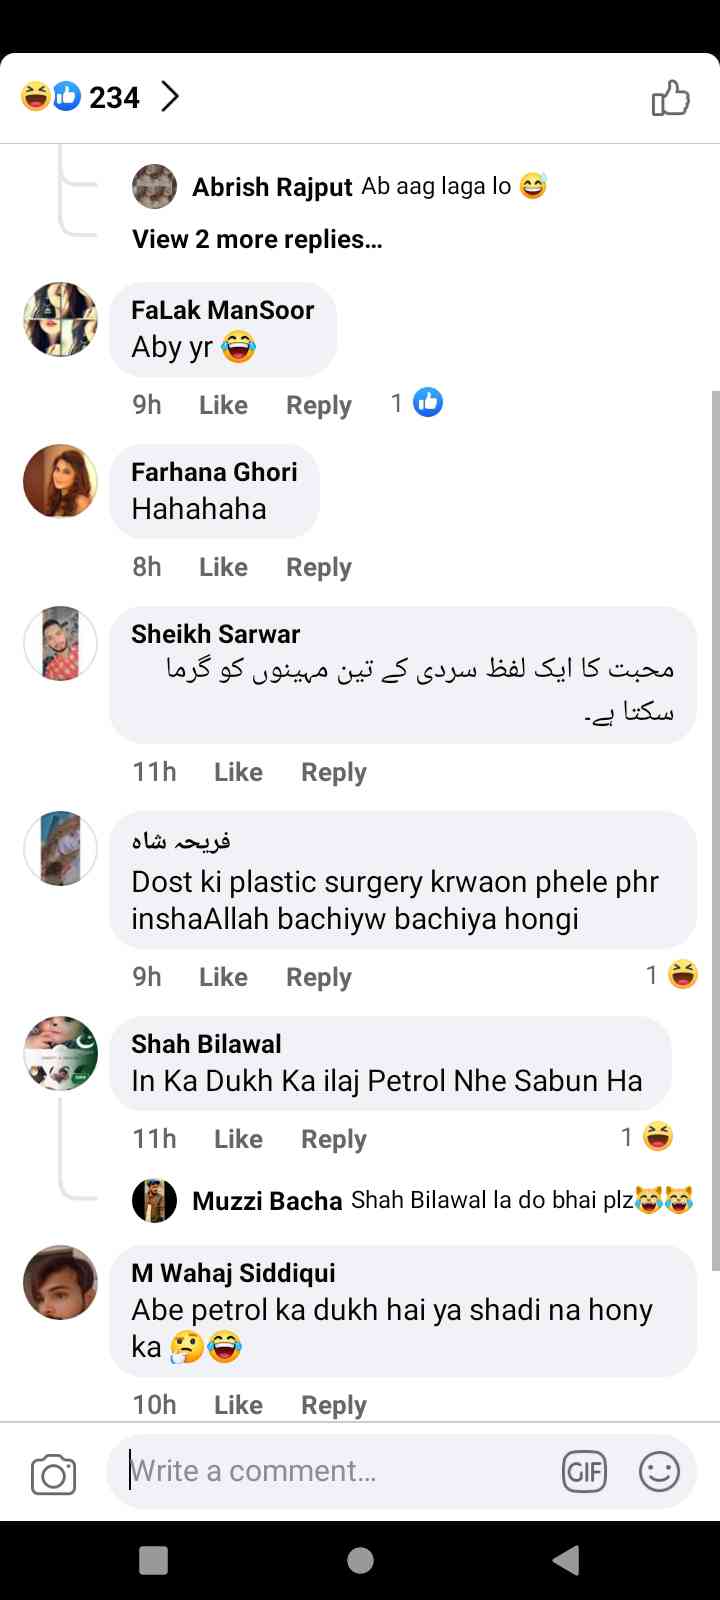 234
Abrish Rajput Ab aag laga lo 😅
View 2 more replies...
FaLak ManSoor
Aby yr 😂
9h Like Reply 1
Farhana Ghori
Hahahaha
8h Like Reply
Sheikh Sarwar
محبت کا ایک لفظ سردی کے تین مہینوں کو گرما
سکتا ہے۔
11h Like Reply
فریحہ شاہ
Dost ki plastic surgery krwaon phele phr
inshaAllah bachiyw bachiya hongi
9h Like Reply 1
Shah Bilawal
In Ka Dukh Ka ilaj Petrol Nhe Sabun Ha
11h Like Reply 1
Muzzi Bacha Shah Bilawal la do bhai plz😹😹
M Wahaj Siddiqui
Abe petrol ka dukh hai ya shadi na hony
ka 🤔😂
10h Like Reply
Write a comment...
GIF